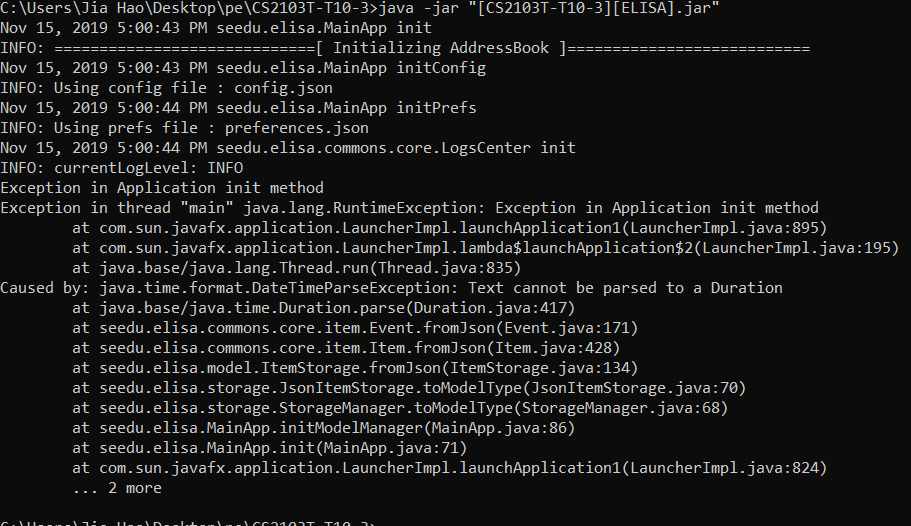 C:\Users\Jia Hao\Desktop\pe\CS2103T-T10-3>java -jar "[CS2103T-T10-3][ELISA].jar"
Nov 15, 2019 5:00:43 PM seedu.elisa.MainApp init
INFO: =============================[ Initializing AddressBook ]===========================
Nov 15, 2019 5:00:43 PM seedu.elisa.MainApp initConfig
INFO: Using config file : config.json
Nov 15, 2019 5:00:44 PM seedu.elisa.MainApp initPrefs
INFO: Using prefs file : preferences.json
Nov 15, 2019 5:00:44 PM seedu.elisa.commons.core.LogsCenter init
INFO: currentLogLevel: INFO
Exception in Application init method
Exception in thread "main" java.lang.RuntimeException: Exception in Application init method
        at com.sun.javafx.application.LauncherImpl.launchApplication1(LauncherImpl.java:895)
        at com.sun.javafx.application.LauncherImpl.lambda$launchApplication$2(LauncherImpl.java:195)
        at java.base/java.lang.Thread.run(Thread.java:835)
Caused by: java.time.format.DateTimeParseException: Text cannot be parsed to a Duration
        at java.base/java.time.Duration.parse(Duration.java:417)
        at seedu.elisa.commons.core.item.Event.fromJson(Event.java:171)
        at seedu.elisa.commons.core.item.Item.fromJson(Item.java:428)
        at seedu.elisa.model.ItemStorage.fromJson(ItemStorage.java:134)
        at seedu.elisa.storage.JsonItemStorage.toModelType(JsonItemStorage.java:70)
        at seedu.elisa.storage.StorageManager.toModelType(StorageManager.java:68)
        at seedu.elisa.MainApp.initModelManager(MainApp.java:86)
        at seedu.elisa.MainApp.init(MainApp.java:71)
        at com.sun.javafx.application.LauncherImpl.launchApplication1(LauncherImpl.java:824)
        ... 2 more
C:\Users\Jia Hao\Desktop\pe\CS2103T-T10-3>